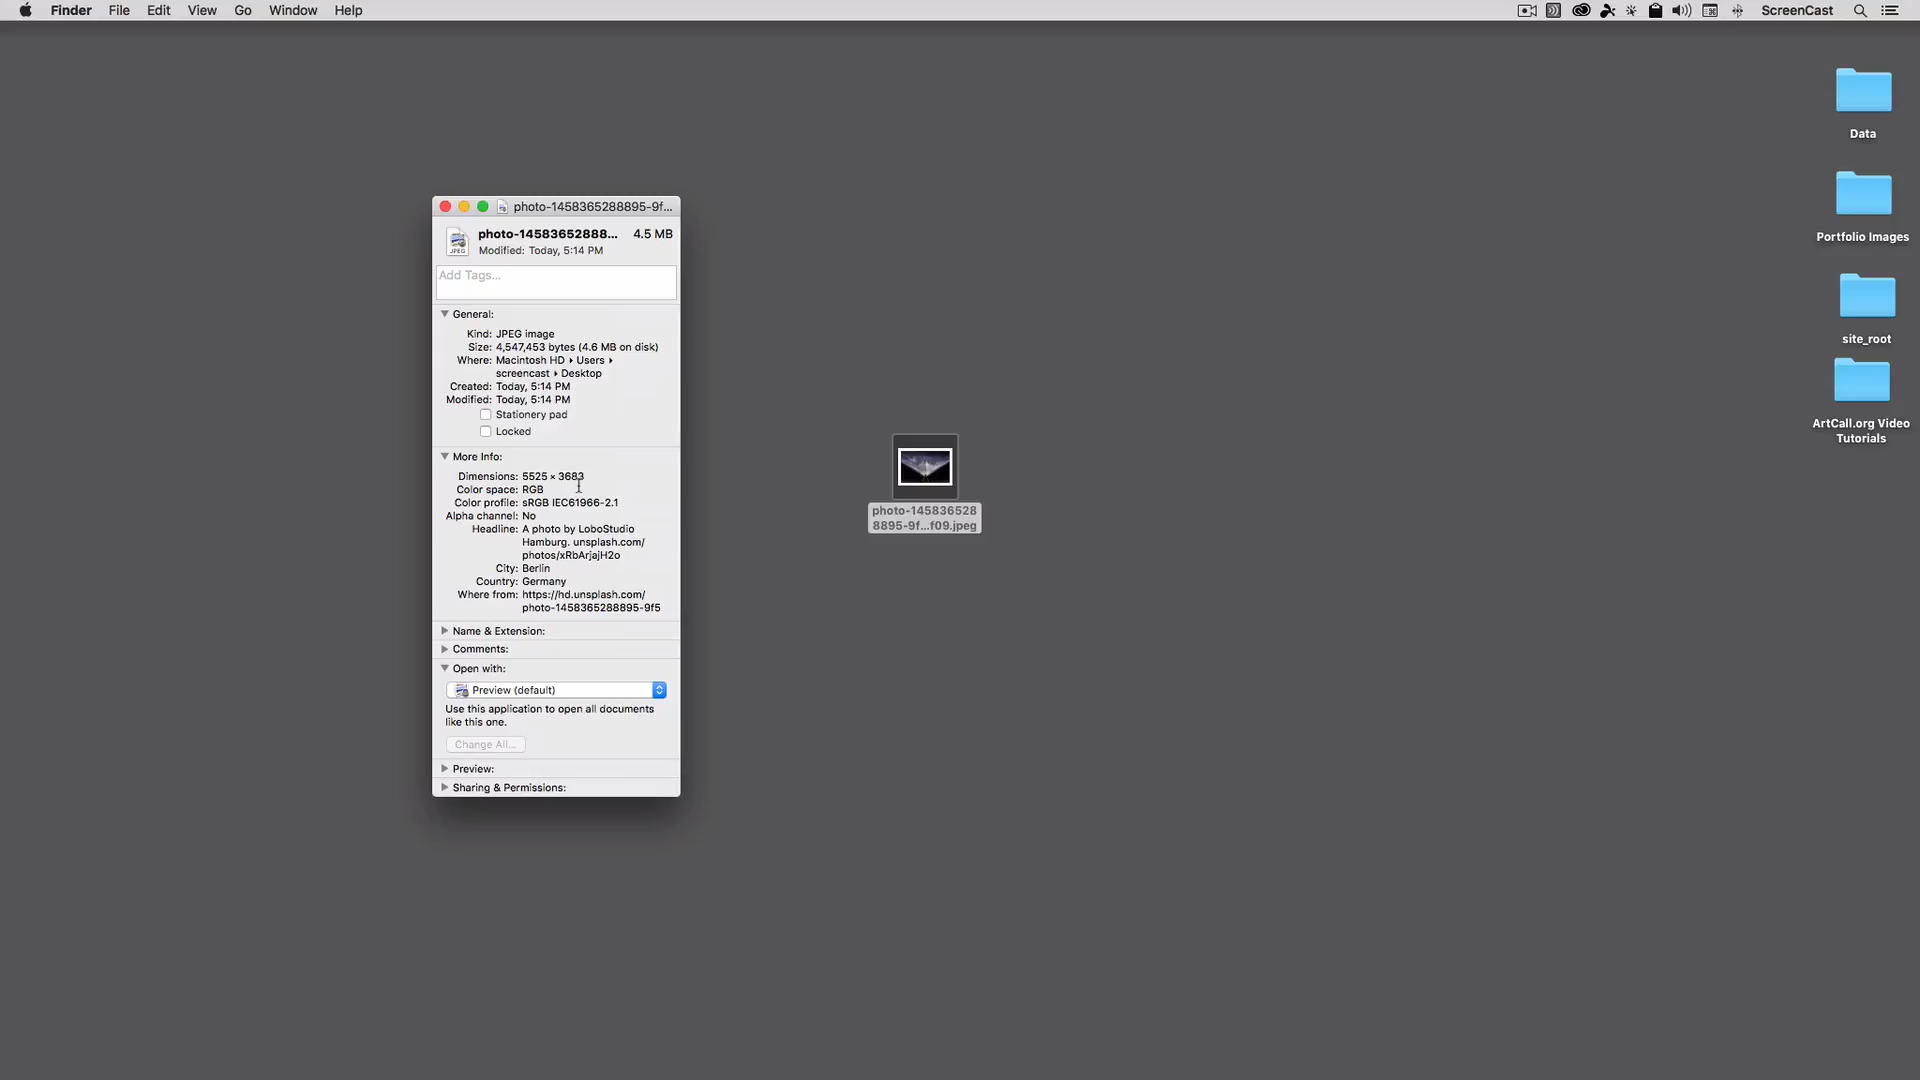 Finder File Edit View Go Window Help
ScreenCast
Data
Portfolio Images
site_root
ArtCall.org Video
Tutorials
photo-1458365288895-9f...
photo-14583652888... 4.5 MB
Modified: Today, 5:14 PM
JPEG
Add Tags...
General:
Kind: JPEG image
Size: 4,547,453 bytes (4.6 MB on disk)
Where: Macintosh HD ▸ Users ▸
screencast ▸ Desktop
Created: Today, 5:14 PM
Modified: Today, 5:14 PM
Stationery pad
Locked
More Info:
Dimensions: 5525 × 3683
Color space: RGB
Color profile: sRGB IEC61966-2.1
Alpha channel: No
Headline: A photo by LoboStudio
Hamburg. unsplash.com/
photos/xRbArjajH2o
City: Berlin
Country: Germany
Where from: https://hd.unsplash.com/
photo-1458365288895-9f5
Name & Extension:
Comments:
Open with:
Preview (default)
Use this application to open all documents
like this one.
Change All...
Preview:
Sharing & Permissions:
photo-145836528
8895-9f...f09.jpeg